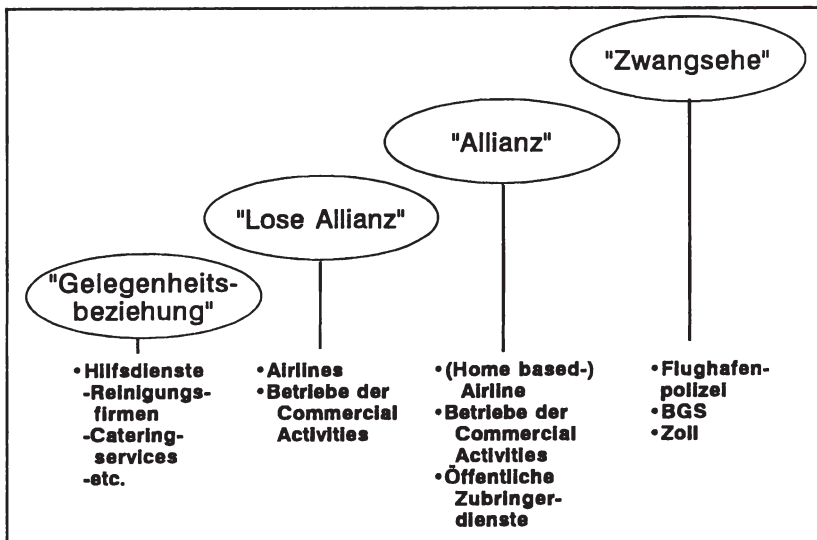 "Gelegenheits-
beziehung"
•Hilfsdienste
-Reinigungs-
firmen
-Catering-
services
-etc.
"Lose Allianz"
•Airlines
•Betriebe der
Commercial
Activities
"Allianz"
•(Home based-)
Airline
•Betriebe der
Commercial
Activities
•Öffentliche
Zubringer-
dienste
"Zwangsehe"
•Flughafen-
polizei
•BGS
•Zoll